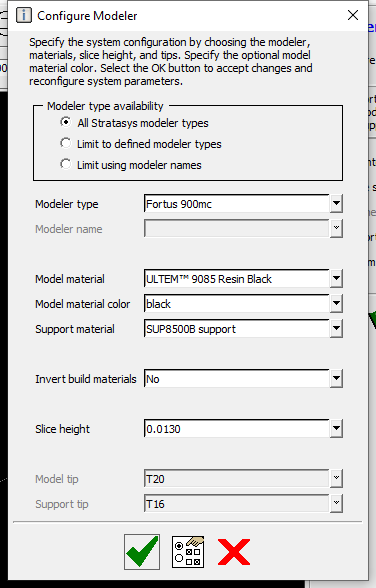 Configure Modeler
Specify the system configuration by choosing the modeler,
materials, slice height, and tips. Specify the optional model
material color. Select the OK button to accept changes and
reconfigure system parameters.
Modeler type availability
All Stratasys modeler types
Limit to defined modeler types
Limit using modeler names
Modeler type Fortus 900mc
Modeler name
Model material ULTEM™ 9085 Resin Black
Model material color black
Support material SUP8500B support
Invert build materials No
Slice height 0.0130
Model tip T20
Support tip T16